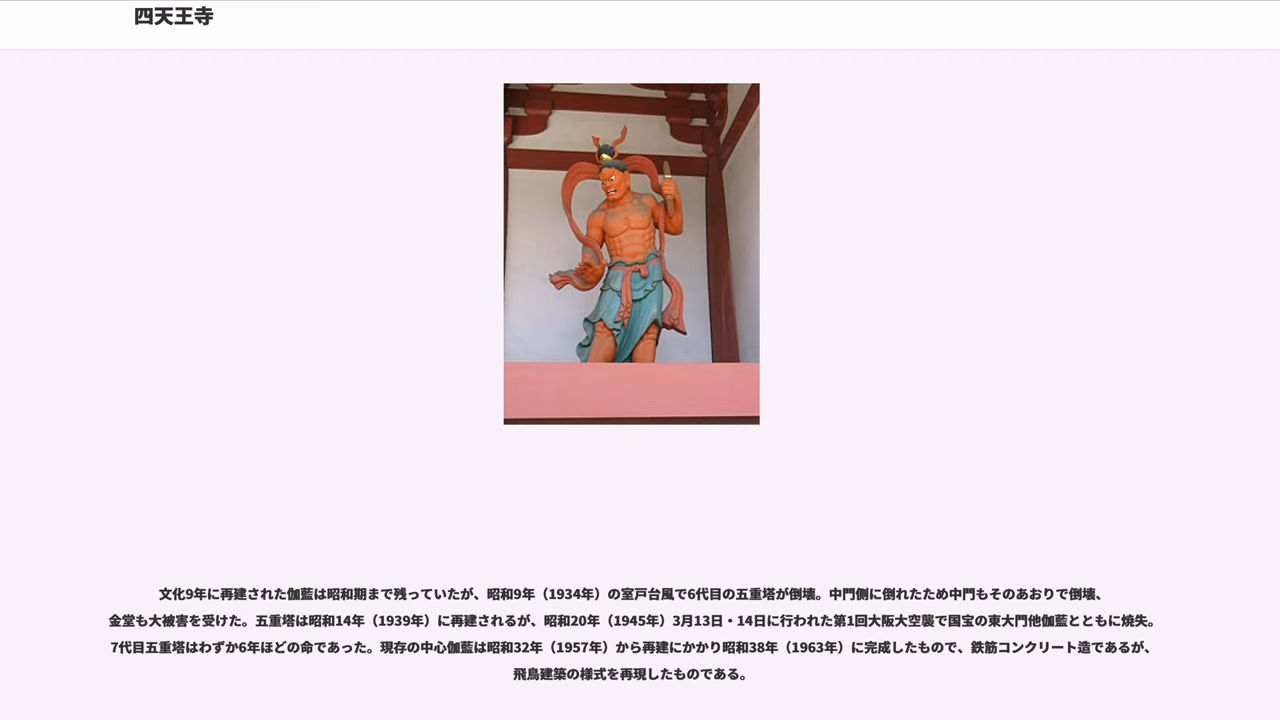 四天王寺
文化9年に再建された伽藍は昭和期まで残っていたが、昭和9年（1934年）の室戸台風で6代目の五重塔が倒壊。中門側に倒れたため中門もそのあおりで倒壊、
金堂も大被害を受けた。五重塔は昭和14年（1939年）に再建されるが、昭和20年（1945年）3月13日・14日に行われた第1回大阪大空襲で国宝の東大門他伽藍とともに焼失。
7代目五重塔はわずか6年ほどの命であった。現存の中心伽藍は昭和32年（1957年）から再建にかかり昭和38年（1963年）に完成したもので、鉄筋コンクリート造であるが、
飛鳥建築の様式を再現したものである。